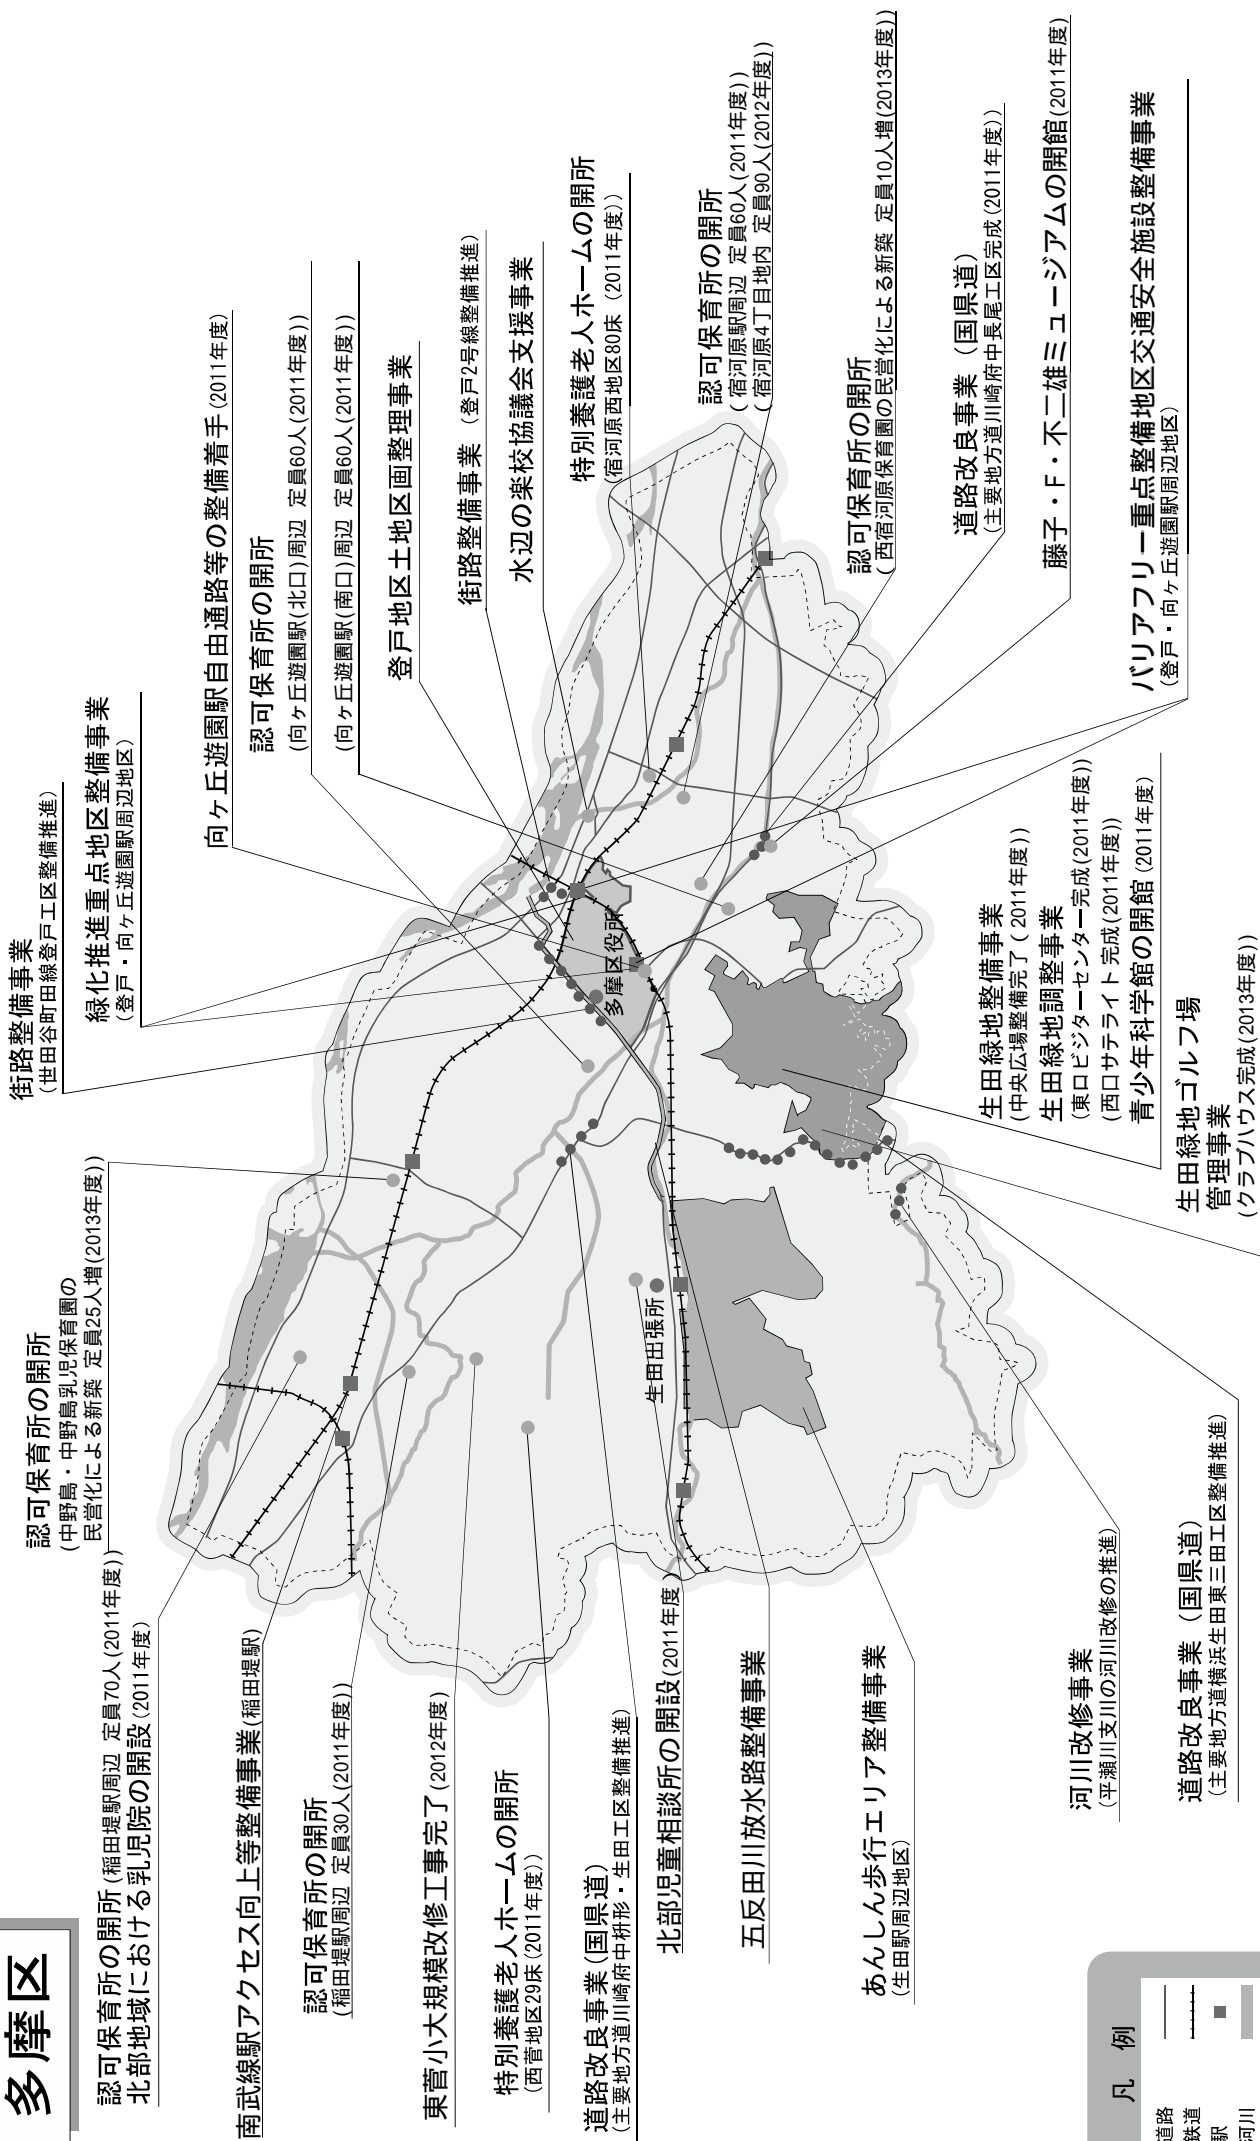 多摩区
認可保育所の開所(稲田堤駅周辺 定員70人(2011年度))
北部地域における乳児院の開設(2011年度)
南武線駅アクセス向上等整備事業(稲田堤駅)
認可保育所の開所
(稲田堤駅周辺 定員30人(2011年度))
東菅小大規模改修工事完了(2012年度)
特別養護老人ホームの開所
(西菅地区29床(2011年度))
道路改良事業(国県道)
(主要地方道川崎府中枡形・生田工区整備推進)
北部児童相談所の開設(2011年度)
五反田川放水路整備事業
あんしん歩行エリア整備事業
(生田駅周辺地区)
河川改修事業
(平瀬川支川の河川改修の推進)
道路改良事業(国県道)
(主要地方道横浜生田東三田工区整備推進)
認可保育所の開所
(中野島・中野島乳児保育園の
民営化による新築 定員25人増(2013年度))
街路整備事業
(世田谷町田線登戸工区整備推進)
緑化推進重点地区整備事業
(登戸・向ヶ丘遊園駅周辺地区)
向ヶ丘遊園駅自由通路等の整備着手(2011年度)
認可保育所の開所
(向ヶ丘遊園駅(北口)周辺 定員60人(2011年度))
(向ヶ丘遊園駅(南口)周辺 定員60人(2011年度))
登戸地区土地区画整理事業
街路整備事業(登戸2号線整備推進)
水辺の楽校協議会支援事業
特別養護老人ホームの開所
(宿河原西地区80床(2011年度))
認可保育所の開所
(宿河原駅周辺 定員60人(2011年度))
(宿河原4丁目地内 定員90人(2012年度))
認可保育所の開所
(西宿河原保育園の民営化による新築 定員10人増(2013年度))
道路改良事業(国県道)
(主要地方道川崎府中長尾工区完成(2011年度))
藤子・F・不二雄ミュージアムの開館(2011年度)
バリアフリー重点整備地区交通安全施設整備事業
(登戸・向ヶ丘遊園駅周辺地区)
生田緑地整備事業
(中央広場整備完了(2011年度))
生田緑地調整事業
(東口ビジターセンター完成(2011年度))
(西口サテライト完成(2011年度))
青少年科学館の開館(2011年度)
生田緑地ゴルフ場
管理事業
(クラブハウス完成(2013年度))
多摩区役所
生田出張所
凡 例
道路
鉄道
駅
河川